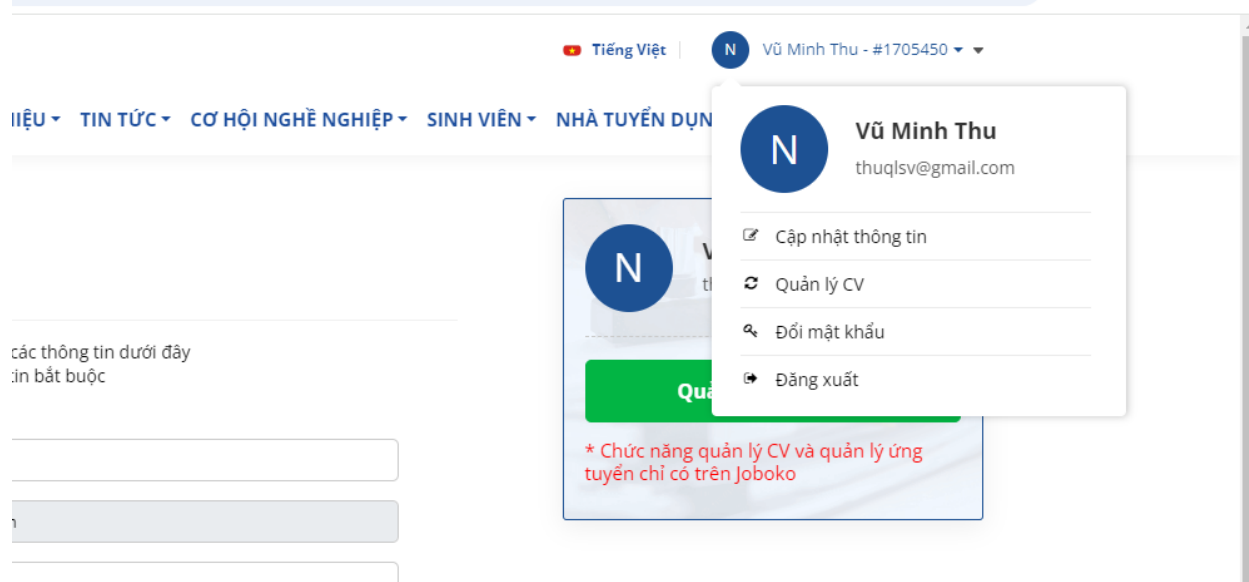 Tiếng Việt
N
Vũ Minh Thu - #1705450
TIN TỨC
CƠ HỘI NGHỀ NGHIỆP
SINH VIÊN
NHÀ TUYỂN
N
Vũ Minh Thu
thuqlsv@gmail.com
Cập nhật thông tin
Quản lý CV
Đổi mật khẩu
Đăng xuất
N
các thông tin dưới đây
tin bắt buộc
* Chức năng quản lý CV và quản lý ứng
tuyển chỉ có trên Joboko